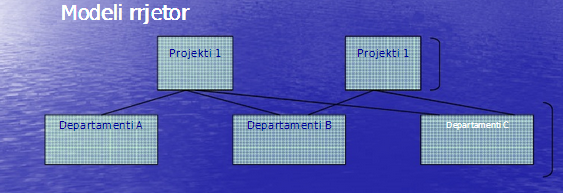 Modeli rrjetor
Projekti 1 Projekti 1
Departamenti A Departamenti B Departamenti C